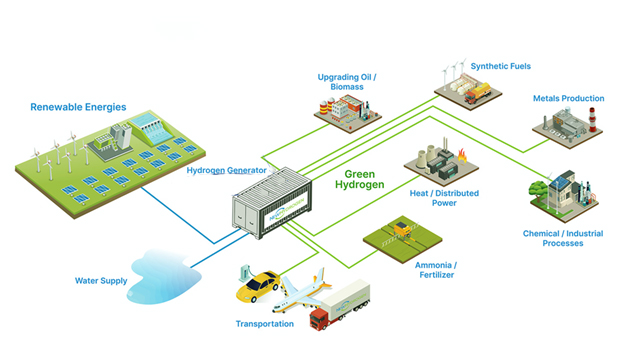 Synthetic Fuels
Upgrading Oil /
Biomass
Renewable Energies
Metals Production
Hydrogen Generator
Green
Hydrogen
Heat / Distributed
Power
Chemical / Industrial
Processes
Ammonia /
Fertilizer
Water Supply
Transportation